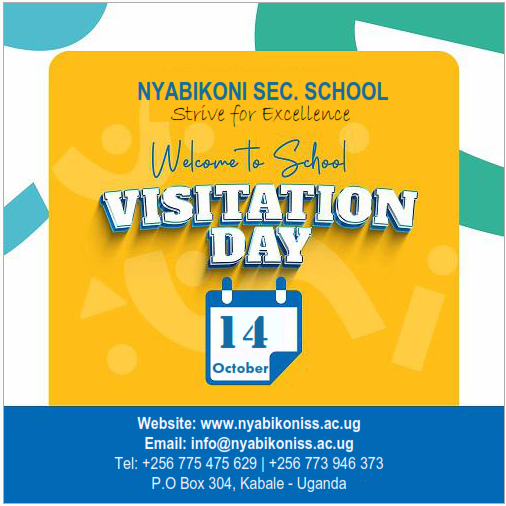 NYABIKONI SEC. SCHOOL
Strive for Excellence
Welcome to School
VISITATION
DAY
14
October
Website: www.nyabikoniss.ac.ug
Email: info@nyabikoniss.ac.ug
Tel: +256 775 475 629 | +256 773 946 373
P.O Box 304, Kabale - Uganda